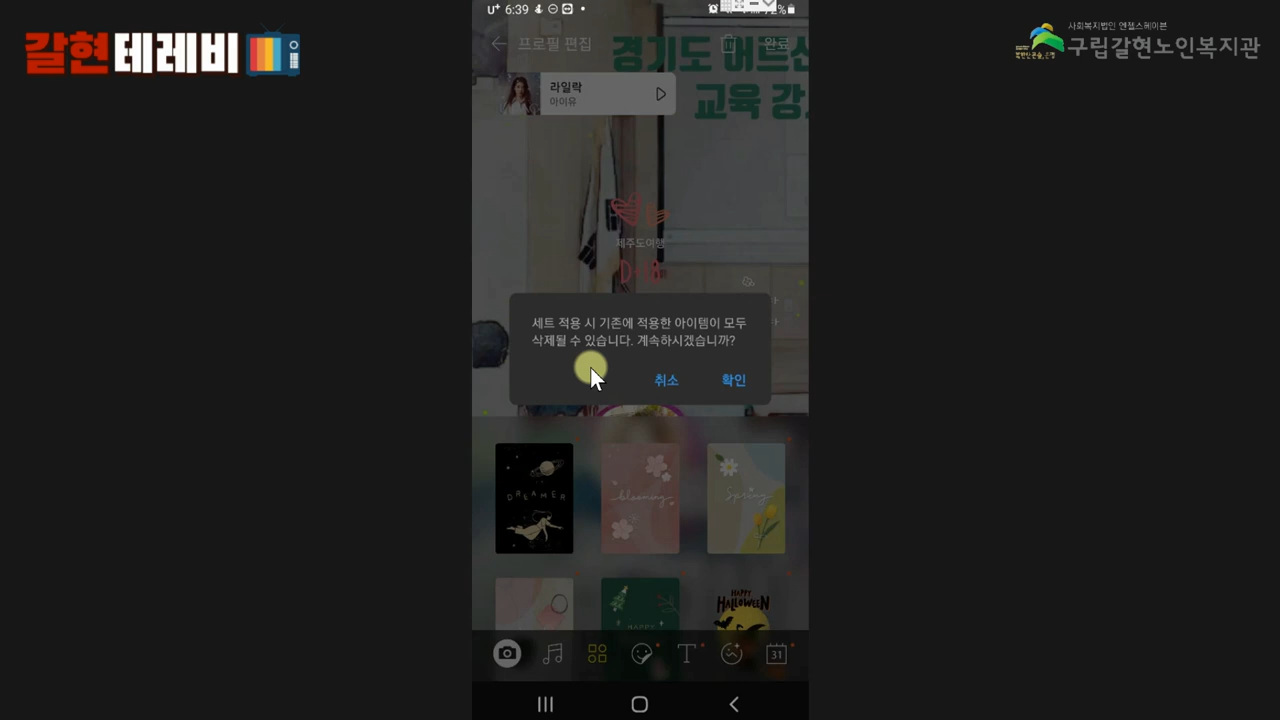 갈현테레비
사회복지법인 엔젤스헤이븐
구립갈현노인복지관
U+ 6:39
프로필 편집
완료
경기도 어르신
교육 강
라일락
아이유
제주도여행
세트 적용 시 기존에 적용한 아이템이 모두
삭제될 수 있습니다. 계속하시겠습니까?
취소
확인
DREAMER
blooming
Spring
HAPPY
HALLOWEEN
T
31